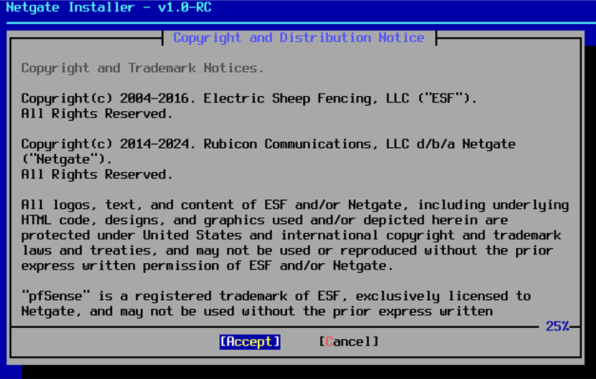 Netgate Installer - v1.0-RC
Copyright and Distribution Notice
Copyright and Trademark Notices.
Copyright(c) 2004-2016. Electric Sheep Fencing, LLC ("ESF").
All Rights Reserved.
Copyright(c) 2014-2024. Rubicon Communications, LLC d/b/a Netgate
("Netgate").
All Rights Reserved.
All logos, text, and content of ESF and/or Netgate, including underlying
HTML code, designs, and graphics used and/or depicted herein are
protected under United States and international copyright and trademark
laws and treaties, and may not be used or reproduced without the prior
express written permission of ESF and/or Netgate.
"pfSense" is a registered trademark of ESF, exclusively licensed to
Netgate, and may not be used without the prior express written
25%
[Accept] [Cancel]